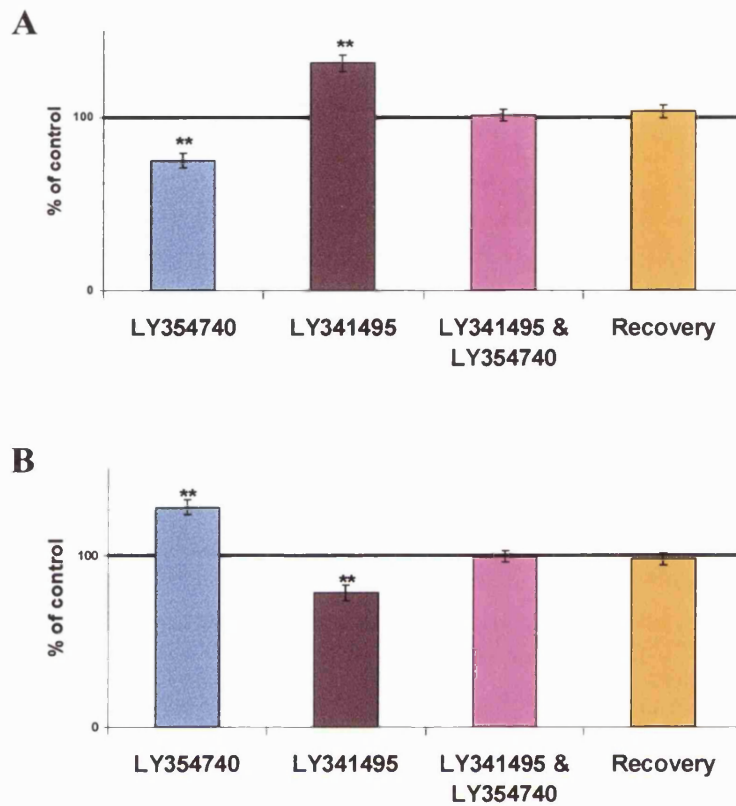 A
**
**
100
% of control
0
LY354740
LY341495
LY341495 &
LY354740
Recovery
B
**
**
100
% of control
0
LY354740
LY341495
LY341495 &
LY354740
Recovery